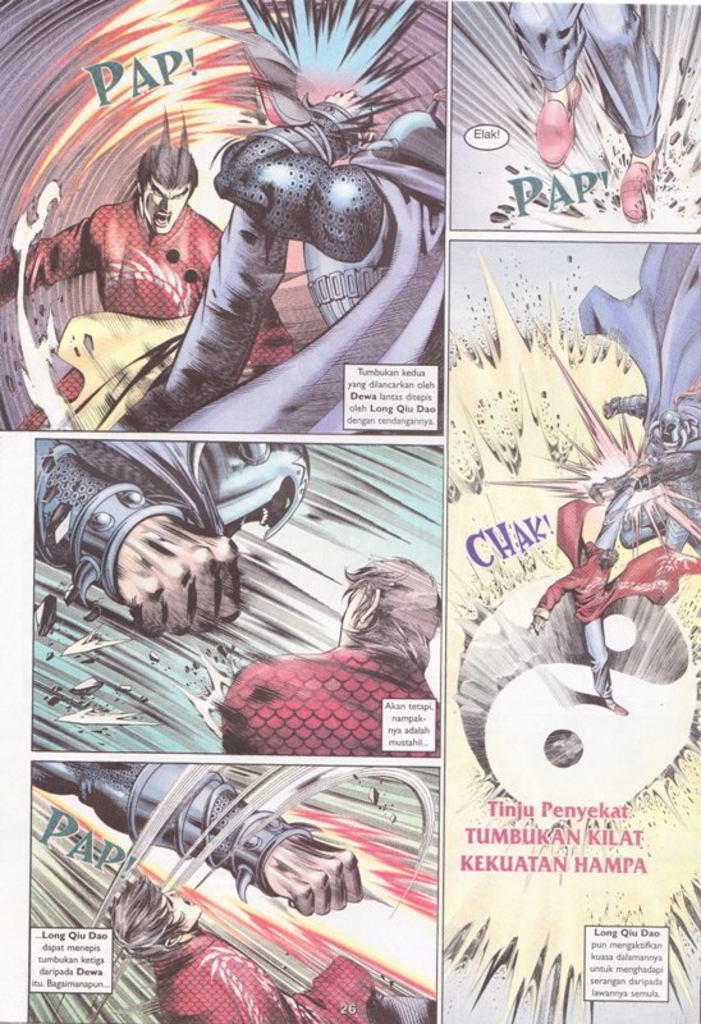 PAP!
Tumbukan kedua
yang dilancarkan oleh
Dewa lantas ditepis
oleh Long Qiu Dao
dengan tendangannya.
Elak!
PAP!
Akan tetapi,
nampak-
nya adalah
mustahil...
CHAK!
Tinju Penyekat
TUMBUKAN KILAT
KEKUATAN HAMPA
PAP!
...Long Qiu Dao
dapat menepis
tumbukan ketiga
daripada Dewa
itu. Bagaimanapun...
Long Qiu Dao
pun mengaktifkan
kuasa dalamannya
untuk menghadapi
serangan daripada
lawannya semula.
26